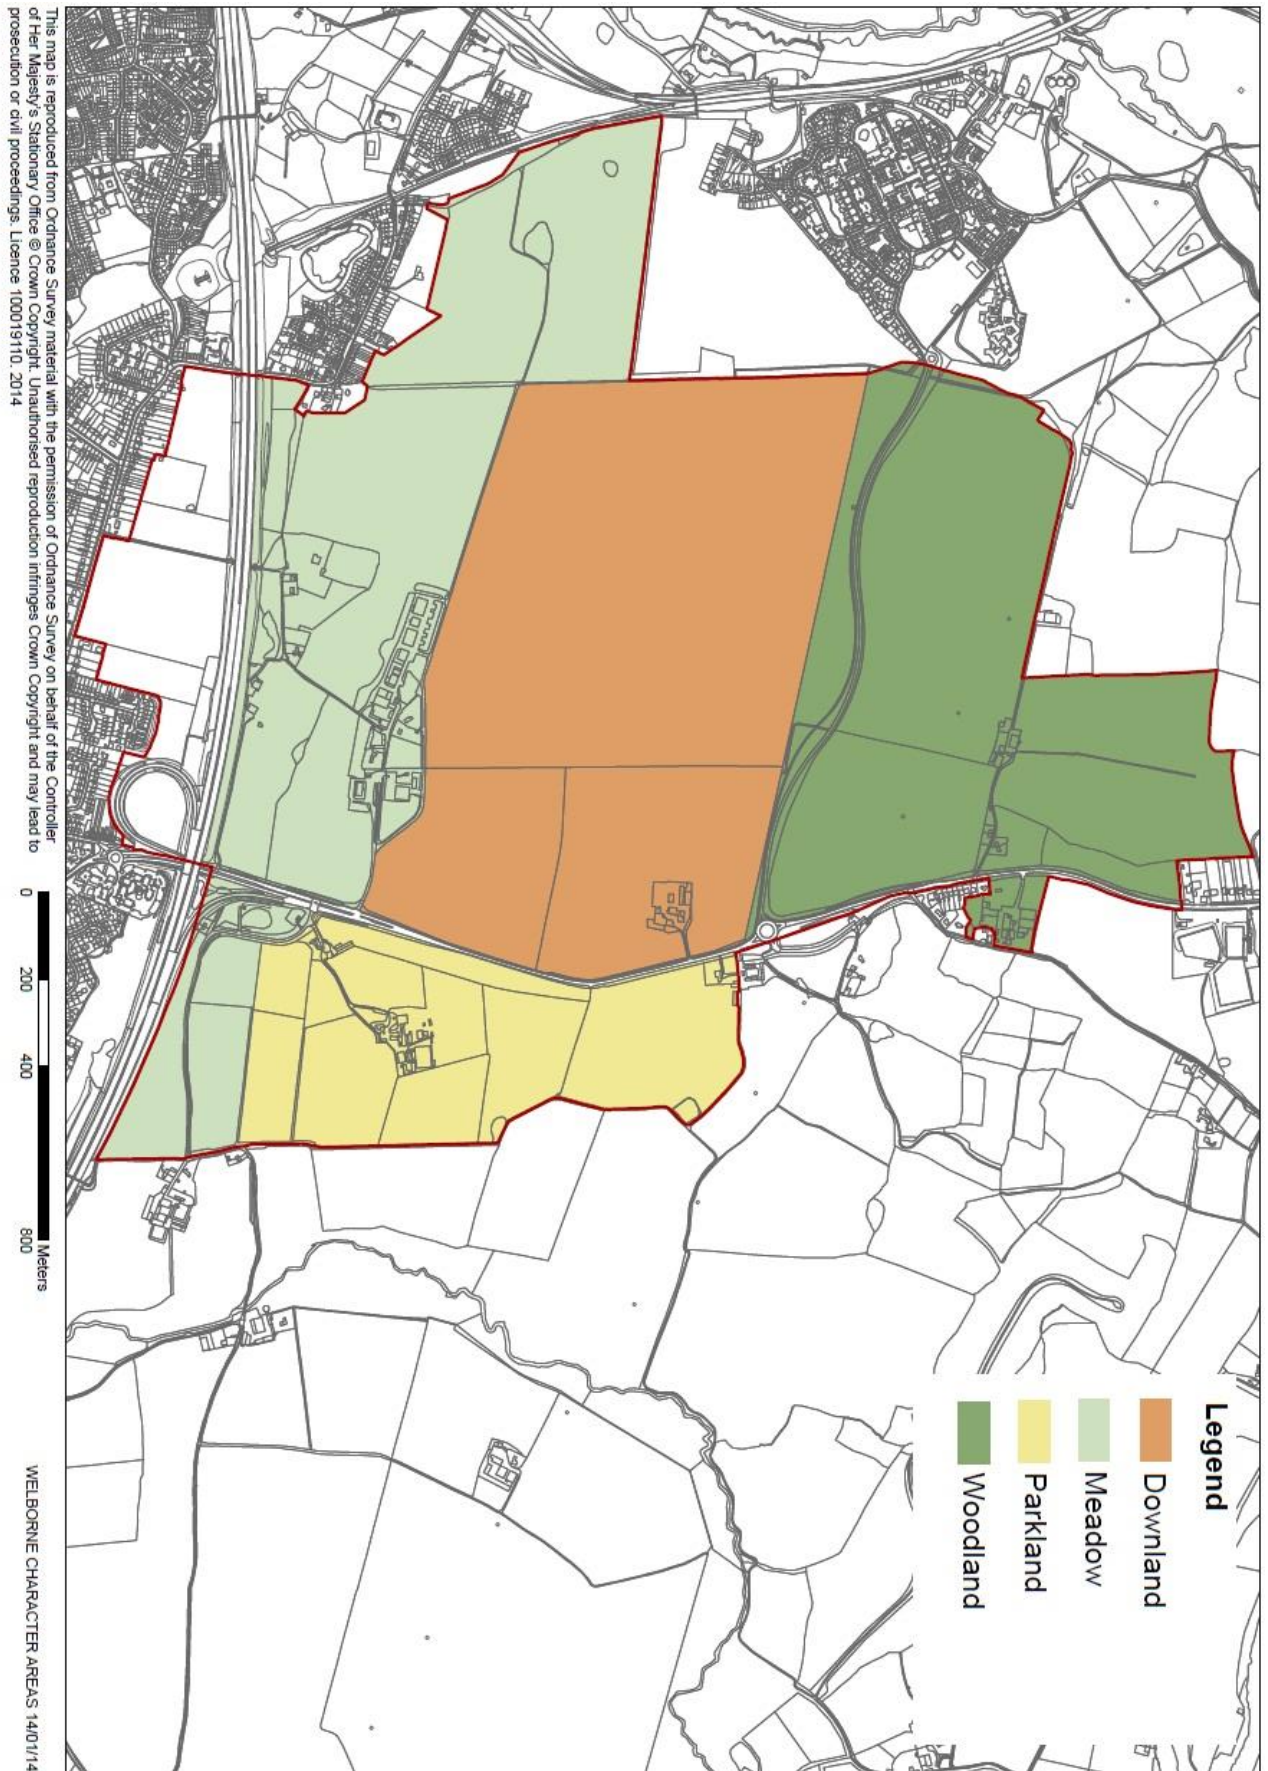 Legend
Downland
Meadow
Parkland
Woodland
This map is reproduced from Ordnance Survey material with the permission of Ordnance Survey on behalf of the Controller
of Her Majesty's Stationary Office © Crown Copyright. Unauthorised reproduction infringes Crown Copyright and may lead to
prosecution or civil proceedings. Licence 100019110. 2014
0 200 400 800
Meters
WELBORNE CHARACTER AREAS 14/01/14